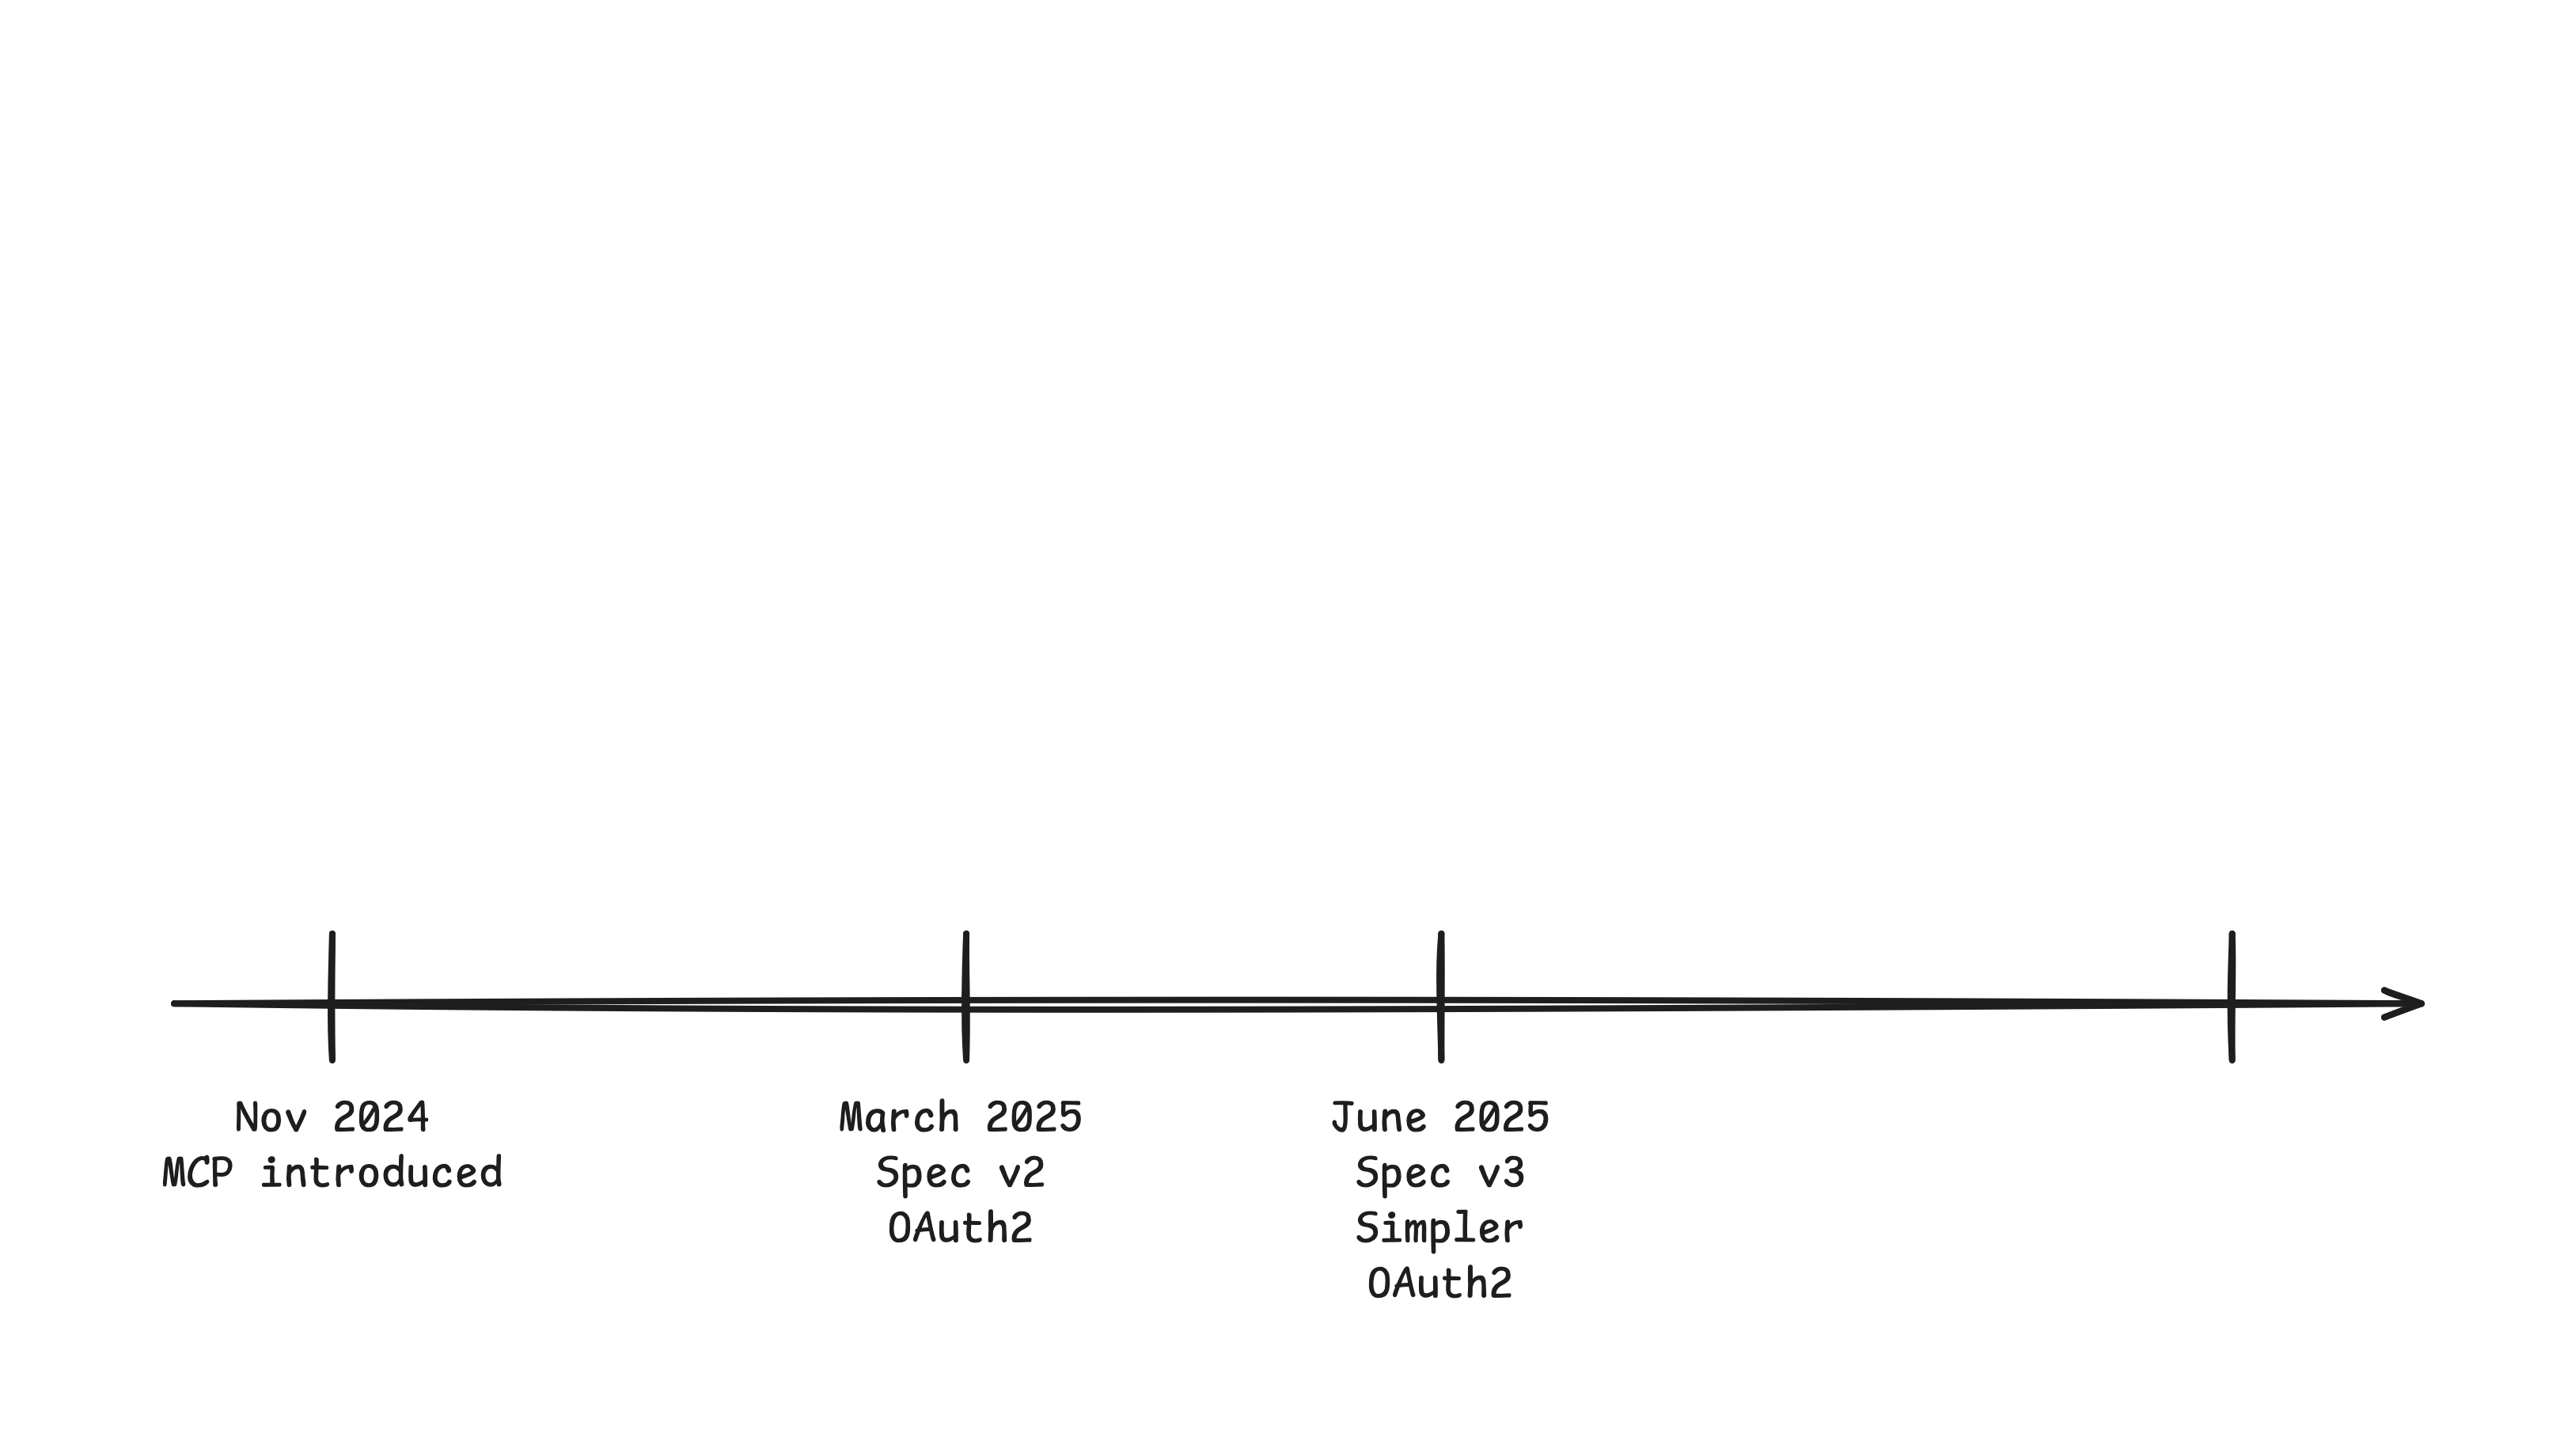 Nov 2024
MCP introduced
March 2025
Spec v2
OAuth2
June 2025
Spec v3
Simpler
OAuth2